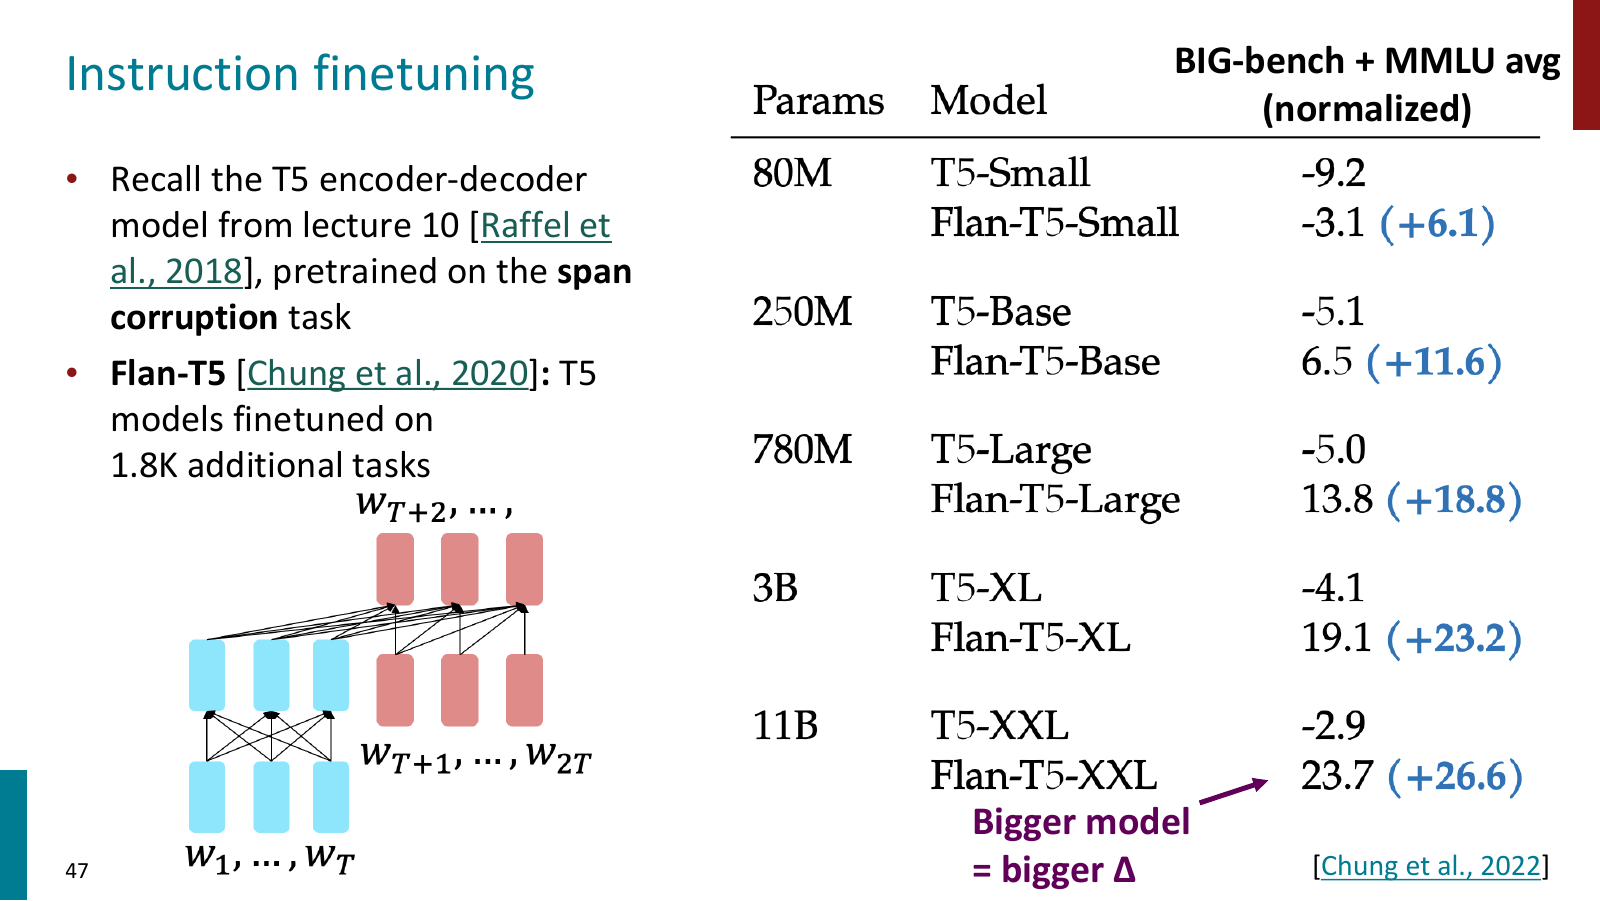 Instruction finetuning
• Recall the T5 encoder-decoder
model from lecture 10 [Raffel et
al., 2018], pretrained on the span
corruption task
• Flan-T5 [Chung et al., 2020]: T5
models finetuned on
1.8K additional tasks
w_{T+2}, ... ,
w_{T+1}, ... , w_{2T}
w_1, ... , w_T
47
BIG-bench + MMLU avg
(normalized)
Params Model
80M T5-Small -9.2
Flan-T5-Small -3.1 (+6.1)
250M T5-Base -5.1
Flan-T5-Base 6.5 (+11.6)
780M T5-Large -5.0
Flan-T5-Large 13.8 (+18.8)
3B T5-XL -4.1
Flan-T5-XL 19.1 (+23.2)
11B T5-XXL -2.9
Flan-T5-XXL 23.7 (+26.6)
Bigger model
= bigger Δ
[Chung et al., 2022]